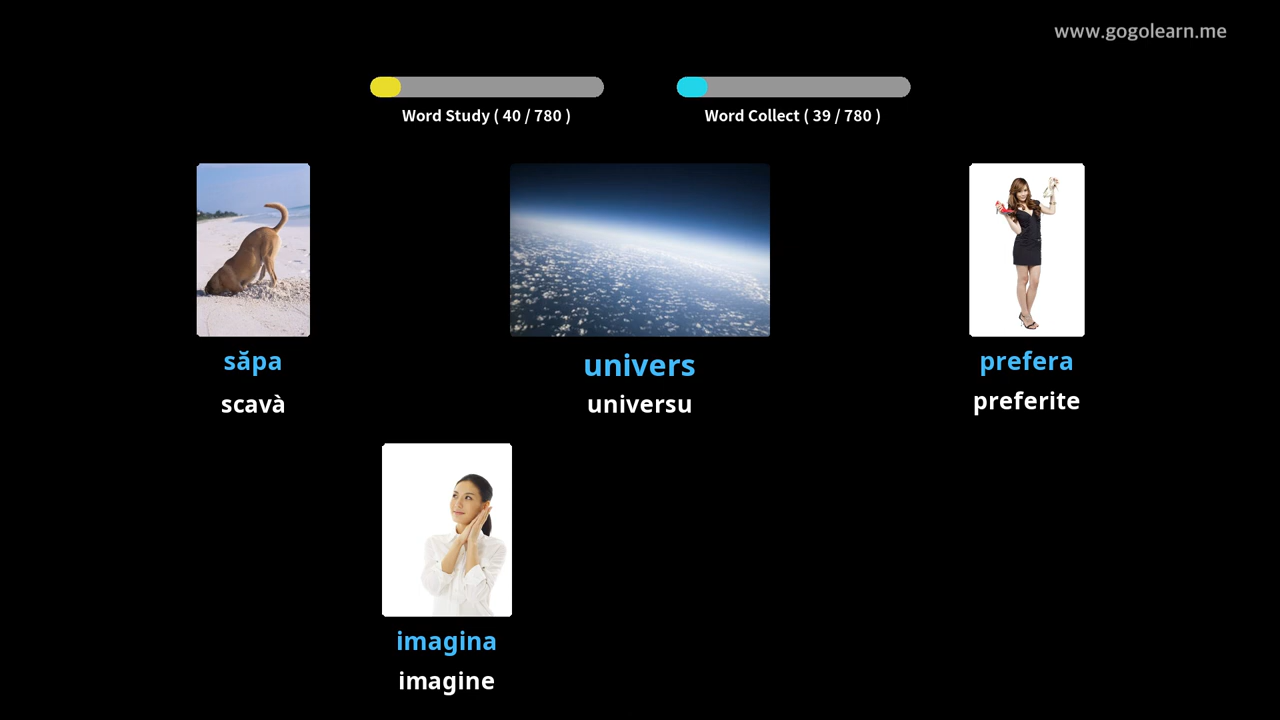 www.gogolearn.me
Word Study ( 40 / 780 )
Word Collect ( 39 / 780 )
săpa
scavà
univers
universu
prefera
preferite
imagina
imagine